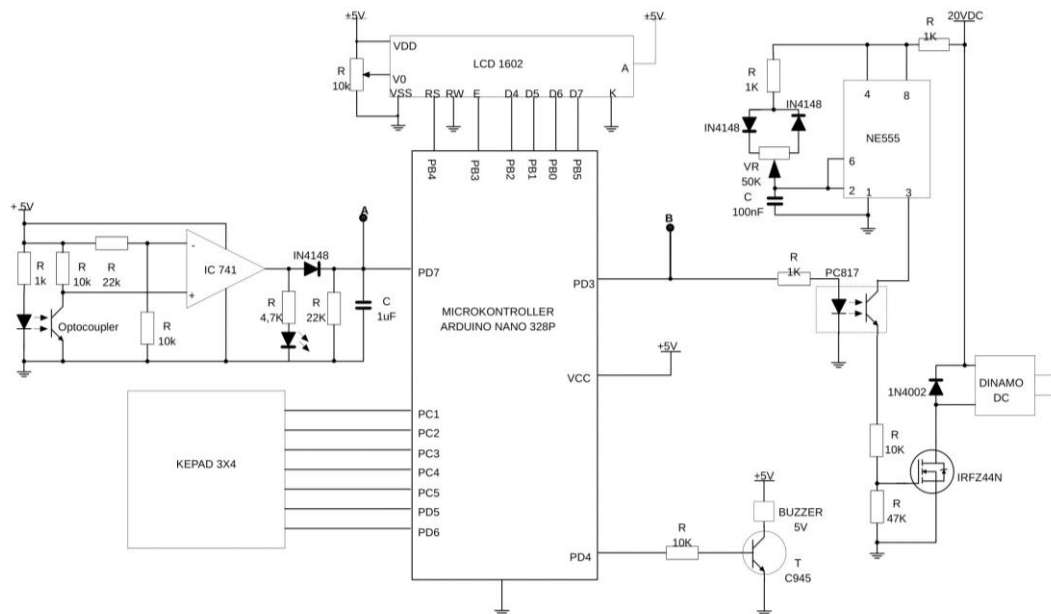 +5V
VDD
LCD 1602
A
+5V
R
10k
V0
VSS
RS
RW
E
D4
D5
D6
D7
K
PB4
PB3
PB2
PB1
PB0
PB5
20VDC
R
1K
R
1K
IN4148
IN4148
4
8
NE555
6
2
1
3
VR
50K
C
100nF
+ 5V
R
1k
R
10k
R
22k
-
+
IC 741
Optocoupler
R
10k
IN4148
R
4,7K
R
22K
A
C
1uF
PD7
MICROKONTROLLER
ARDUINO NANO 328P
PD3
B
R
1K
PC817
VCC
+5V
1N4002
DINAMO
DC
R
10K
IRFZ44N
R
47K
KEPAD 3X4
PC1
PC2
PC3
PC4
PC5
PD5
PD6
PD4
R
10K
+5V
BUZZER
5V
T
C945